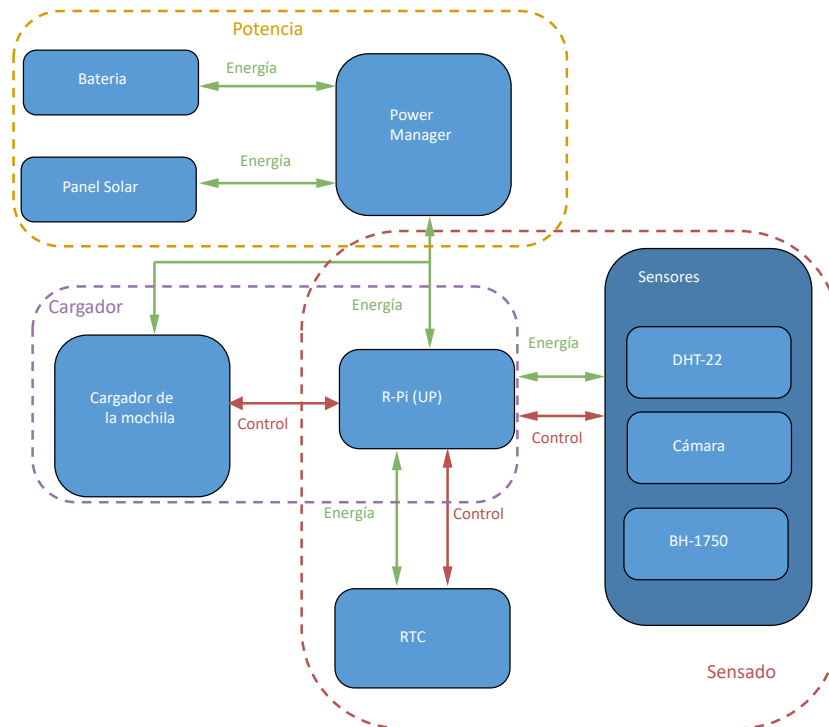 Potencia
Bateria
Energía
Power
Manager
Panel Solar
Energía
Sensores
Cargador
Energía
DHT-22
Energía
Cargador de
la mochila
R-Pi (UP)
Control
Control
Cámara
Energía
Control
BH-1750
RTC
Sensado